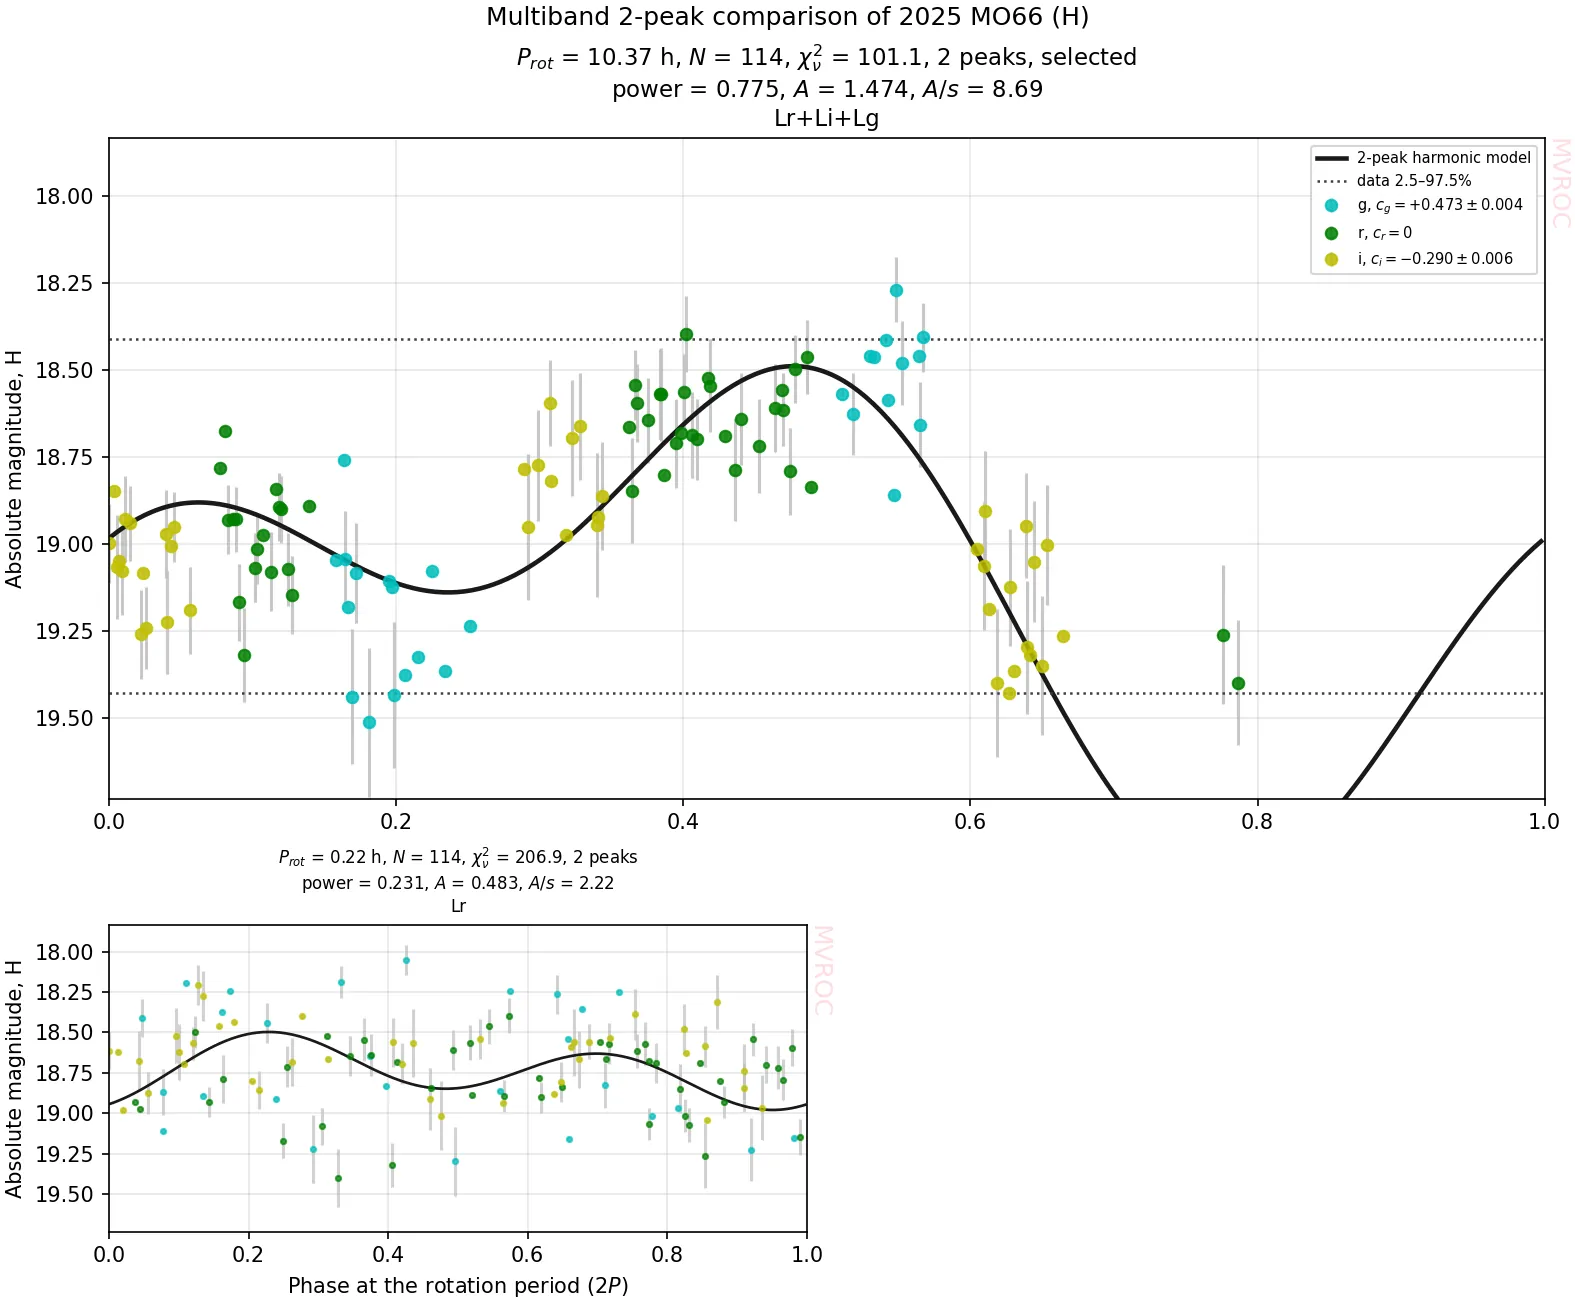 Multiband 2-peak comparison of 2025 MO66 (H)
P_rot = 10.37 h, N = 114, χ²_ν = 101.1, 2 peaks, selected
power = 0.775, A = 1.474, A/s = 8.69
Lr+Li+Lg
MVROC
2-peak harmonic model
data 2.5–97.5%
g, c_g = +0.473 ± 0.004
r, c_r = 0
i, c_i = −0.290 ± 0.006
Absolute magnitude, H
18.00
18.25
18.50
18.75
19.00
19.25
19.50
0.0 0.2 0.4 0.6 0.8 1.0
P_rot = 0.22 h, N = 114, χ²_ν = 206.9, 2 peaks
power = 0.231, A = 0.483, A/s = 2.22
Lr
MVROC
Absolute magnitude, H
18.00
18.25
18.50
18.75
19.00
19.25
19.50
0.0 0.2 0.4 0.6 0.8 1.0
Phase at the rotation period (2P)